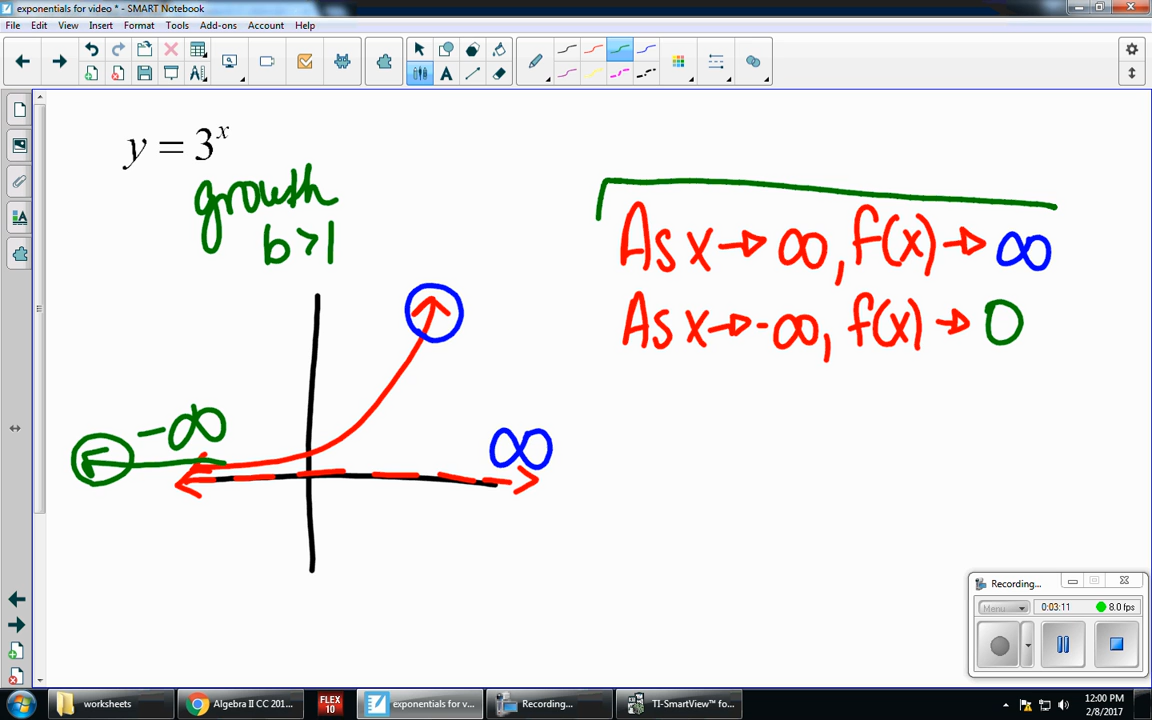 exponentials for video * - SMART Notebook
File Edit View Insert Format Tools Add-ons Account Help
y = 3^x
growth
b > 1
As x → ∞, f(x) → ∞
As x → -∞, f(x) → 0
-∞
∞
Recording...
Menu
0:03:11
8.0 fps
worksheets
Algebra II CC 201...
FLEX
10
exponentials for v...
Recording...
TI-SmartView™ fo...
12:00 PM
2/8/2017